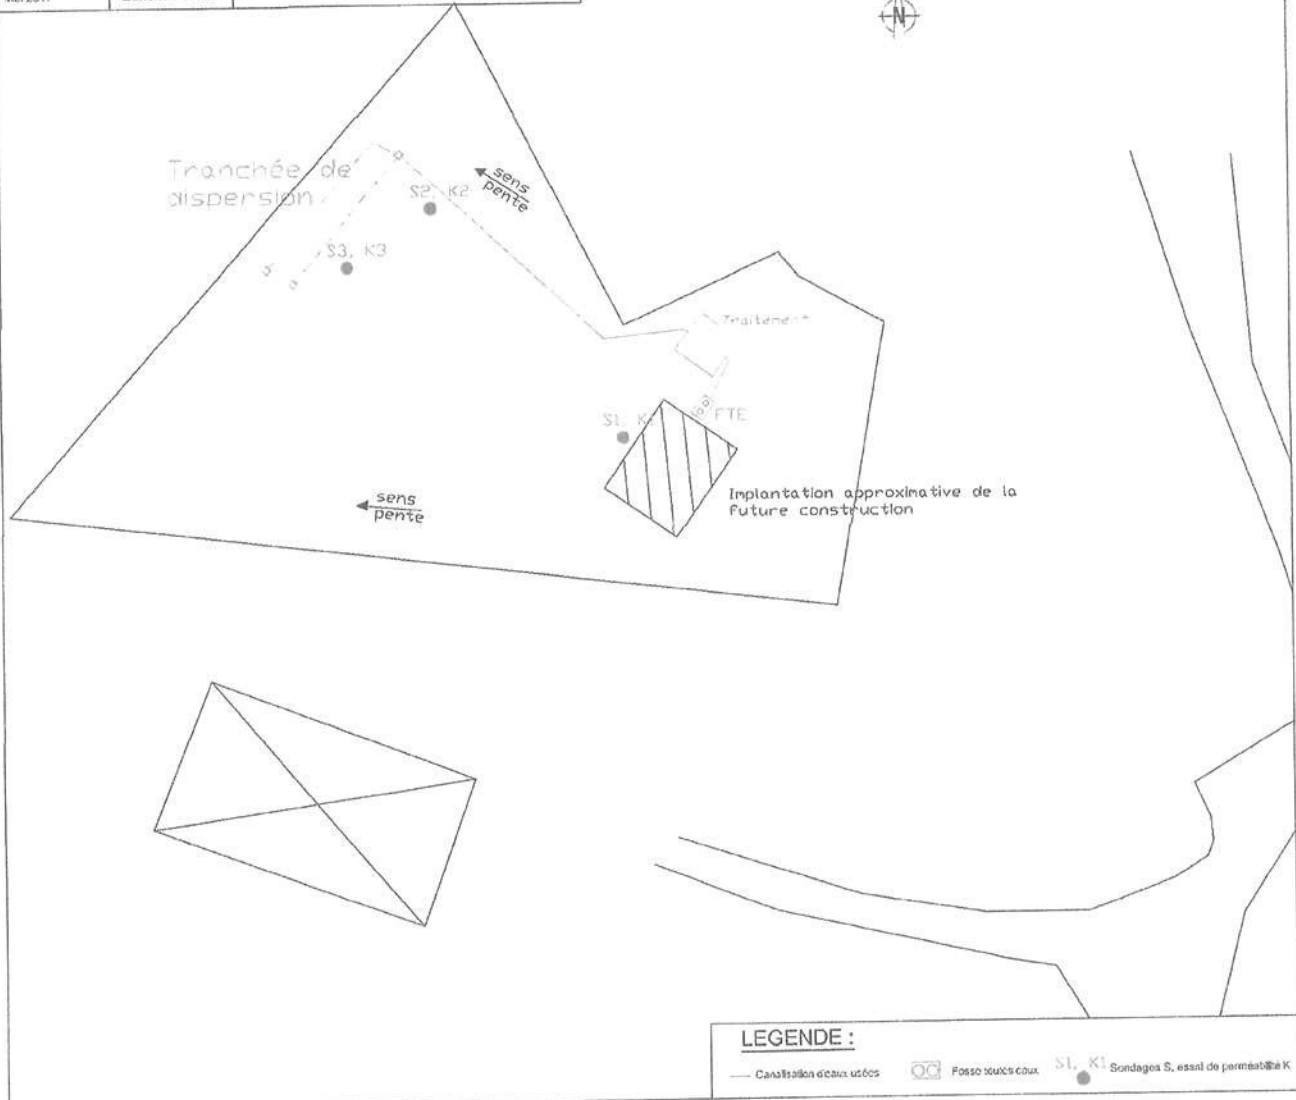 N
Tranchée de
dispersion
sens
pente
S2, K2
S3, K3
Traitement
S1, K1
FTE
Implantation approximative de la
future construction
sens
pente
LEGENDE :
Canalisation d'eaux usées
Fosse toutes eaux
S1, K1
Sondages S, essai de perméabilité K